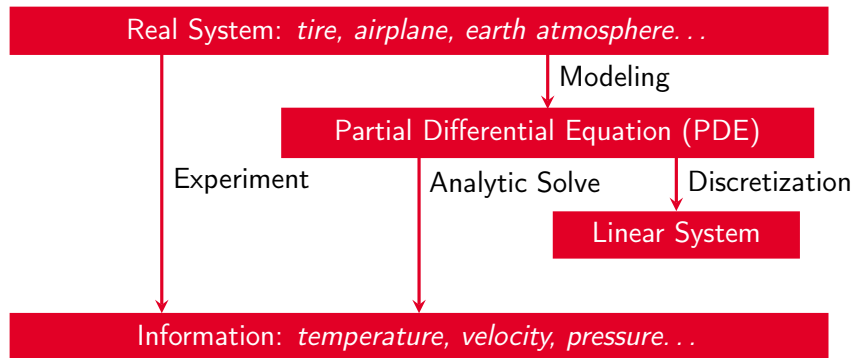 Real System: tire, airplane, earth atmosphere...
Modeling
Partial Differential Equation (PDE)
Experiment
Analytic Solve
Discretization
Linear System
Information: temperature, velocity, pressure...